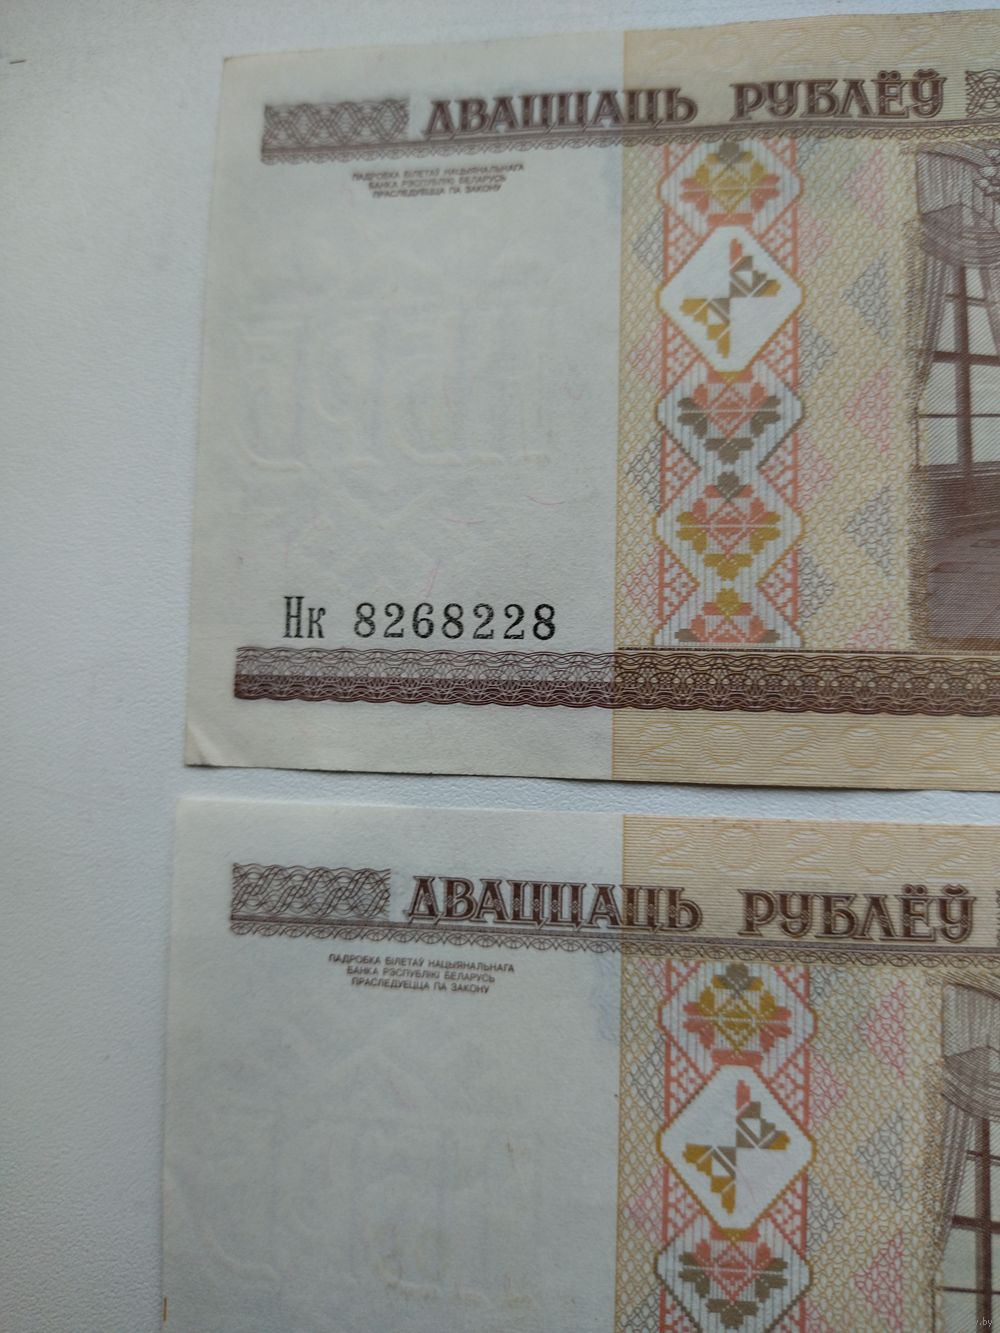 ДВАЦЦАЦЬ РУБЛЁЎ
ПАДРОБКА БІЛЕТАЎ НАЦЫЯНАЛЬНАГА
БАНКА РЭСПУБЛІКІ БЕЛАРУСЬ
ПРАСЛЕДУЕЦЦА ПА ЗАКОНУ
Нк 8268228
2020202
ДВАЦЦАЦЬ РУБЛЁЎ
ПАДРОБКА БІЛЕТАЎ НАЦЫЯНАЛЬНАГА
БАНКА РЭСПУБЛІКІ БЕЛАРУСЬ
ПРАСЛЕДУЕЦЦА ПА ЗАКОНУ